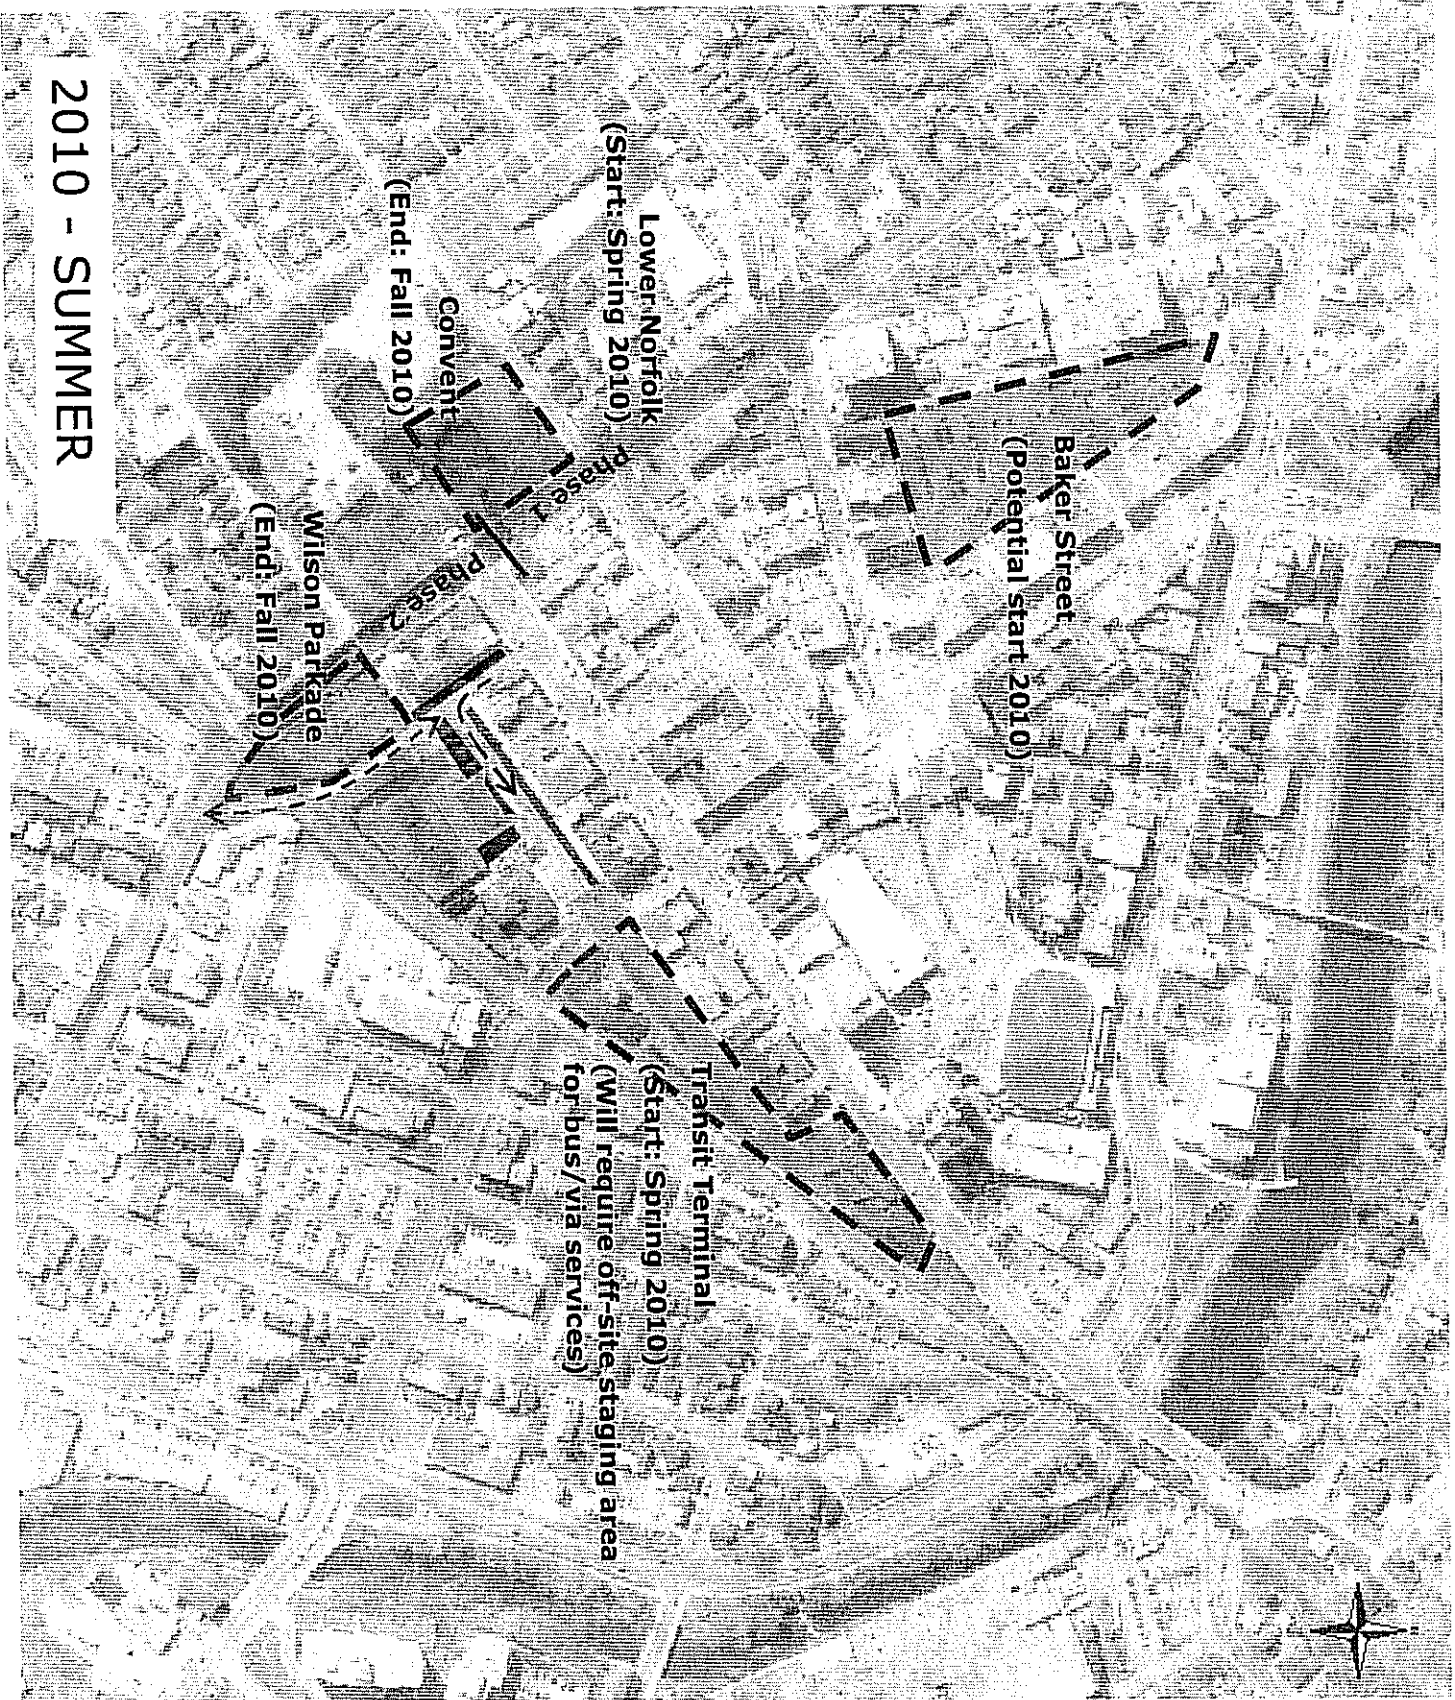 Baker Street
(Potential start 2010)
Lower Norfolk
(Start: Spring 2010)
Phase 1
Convent
(End: Fall 2010)
Phase 2
Wilson Parkade
(End: Fall 2010)
Transit Terminal
(Start: Spring 2010)
(Will require off-site staging area
for bus/via services)
2010 - SUMMER